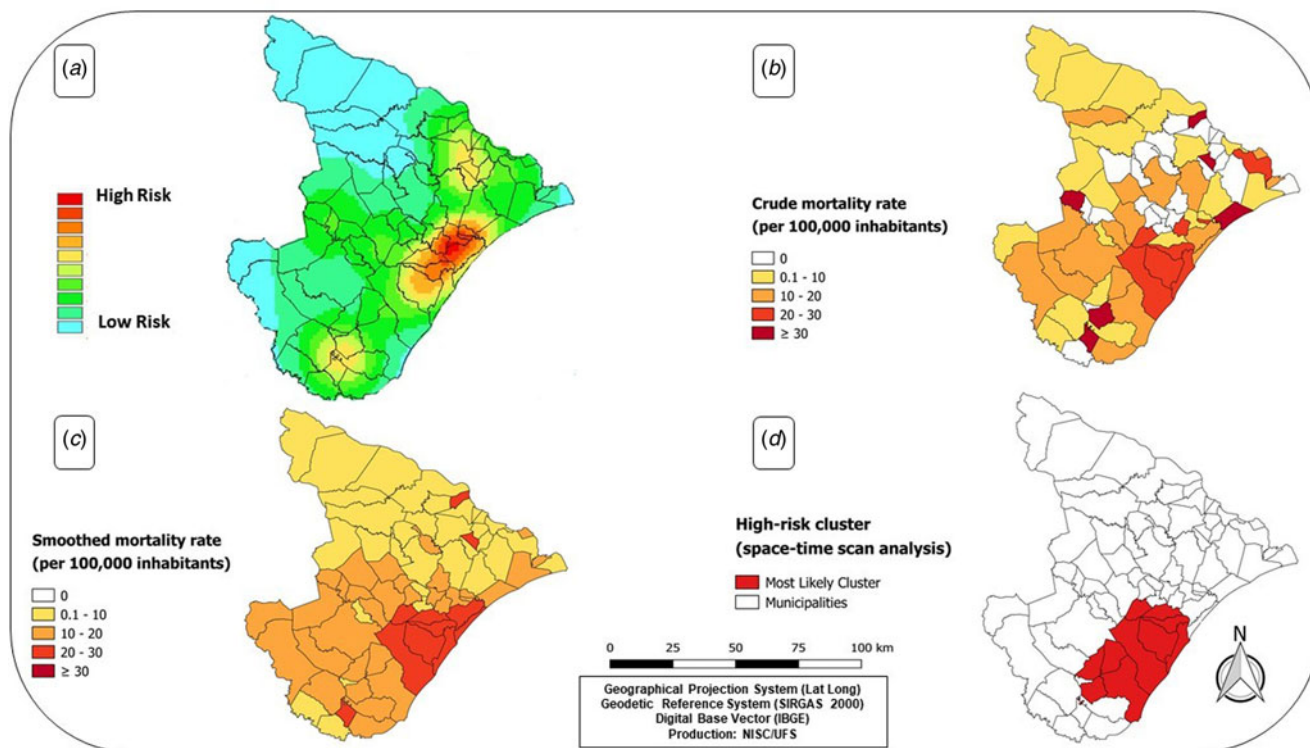 (a)
High Risk
Low Risk
(b)
Crude mortality rate
(per 100,000 inhabitants)
0
0.1 - 10
10 - 20
20 - 30
≥ 30
(c)
Smoothed mortality rate
(per 100,000 inhabitants)
0
0.1 - 10
10 - 20
20 - 30
≥ 30
(d)
High-risk cluster
(space-time scan analysis)
Most Likely Cluster
Municipalities
0 25 50 75 100 km
Geographical Projection System (Lat Long)
Geodetic Reference System (SIRGAS 2000)
Digital Base Vector (IBGE)
Production: NISC/UFS
N